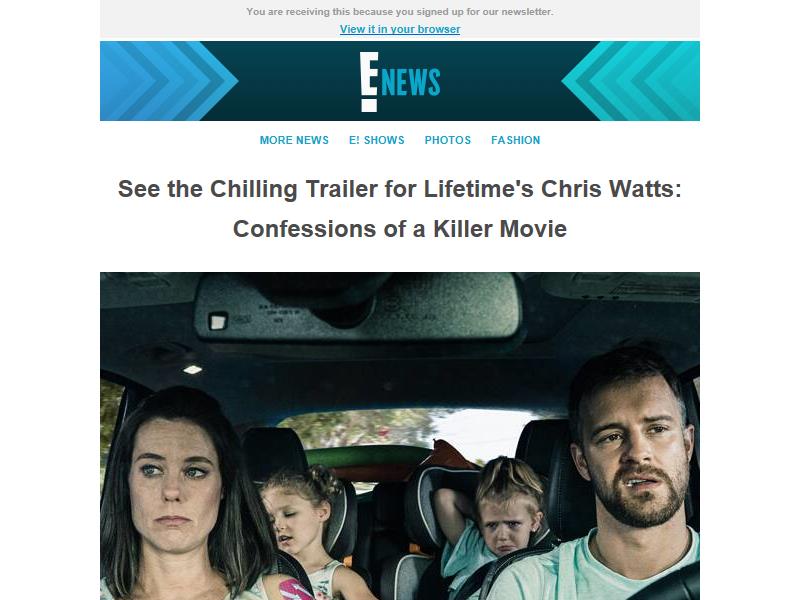 You are receiving this because you signed up for our newsletter.
View it in your browser
E! NEWS
MORE NEWS E! SHOWS PHOTOS FASHION
See the Chilling Trailer for Lifetime's Chris Watts:
Confessions of a Killer Movie